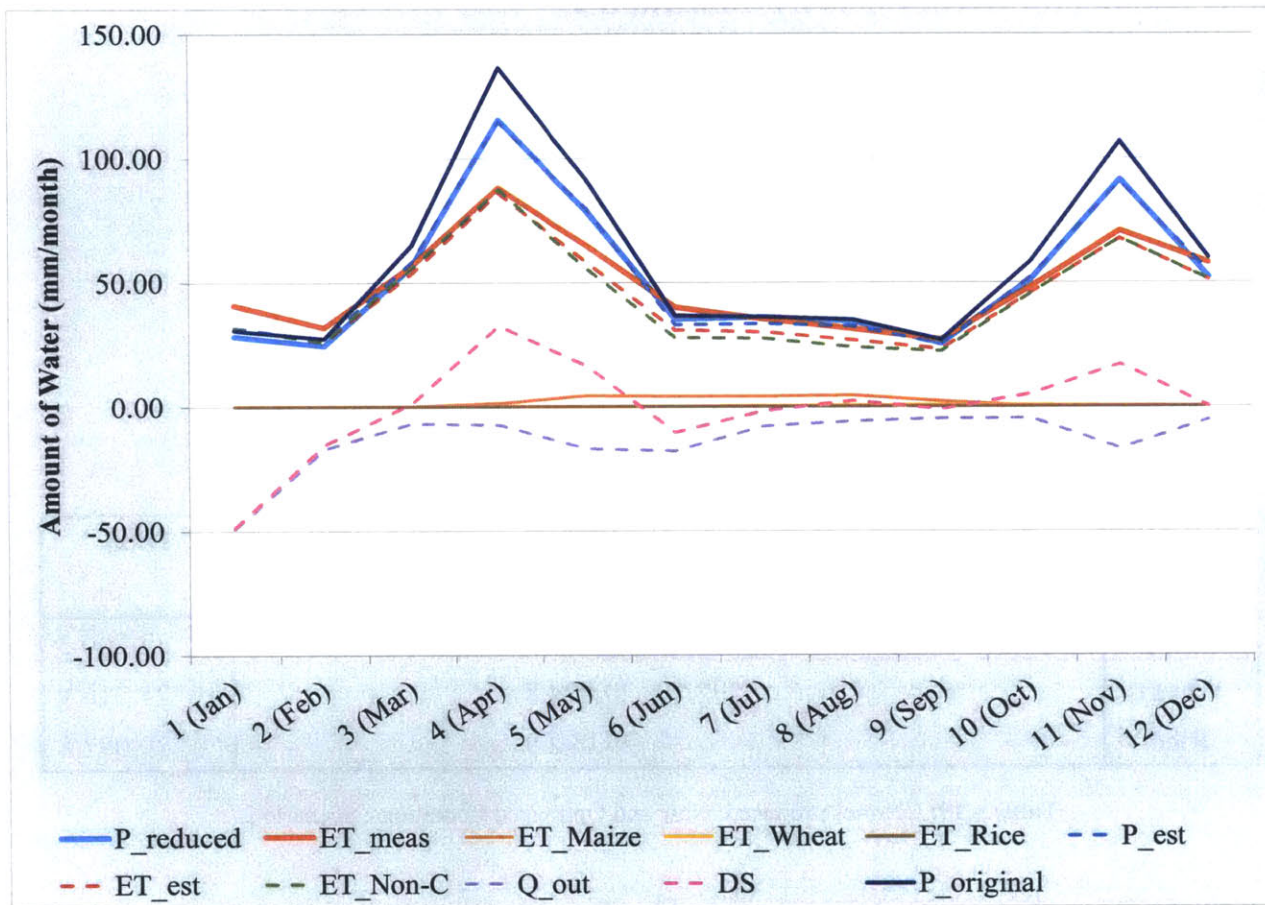 150.00
100.00
50.00
0.00
-50.00
-100.00
Amount of Water (mm/month)
1 (Jan)
2 (Feb)
3 (Mar)
4 (Apr)
5 (May)
6 (Jun)
7 (Jul)
8 (Aug)
9 (Sep)
10 (Oct)
11 (Nov)
12 (Dec)
P_reduced ET_meas ET_Maize ET_Wheat ET_Rice P_est
ET_est ET_Non-C Q_out DS P_original